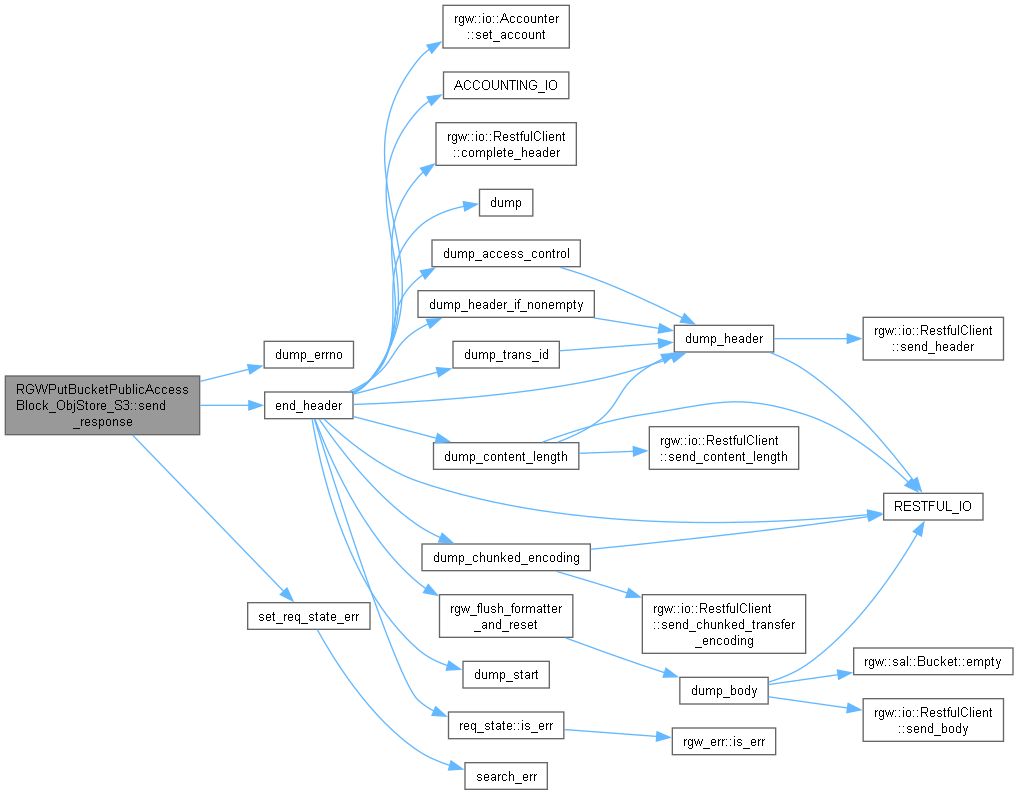 rgw::io::Accounter
::set_account
ACCOUNTING_IO
rgw::io::RestfulClient
::complete_header
dump
dump_access_control
dump_header_if_nonempty
dump_header
rgw::io::RestfulClient
::send_header
dump_errno
dump_trans_id
RGWPutBucketPublicAccess
Block_ObjStore_S3::send
_response
end_header
dump_content_length
rgw::io::RestfulClient
::send_content_length
RESTFUL_IO
dump_chunked_encoding
set_req_state_err
rgw_flush_formatter
_and_reset
rgw::io::RestfulClient
::send_chunked_transfer
_encoding
dump_start
dump_body
rgw::sal::Bucket::empty
rgw::io::RestfulClient
::send_body
req_state::is_err
rgw_err::is_err
search_err